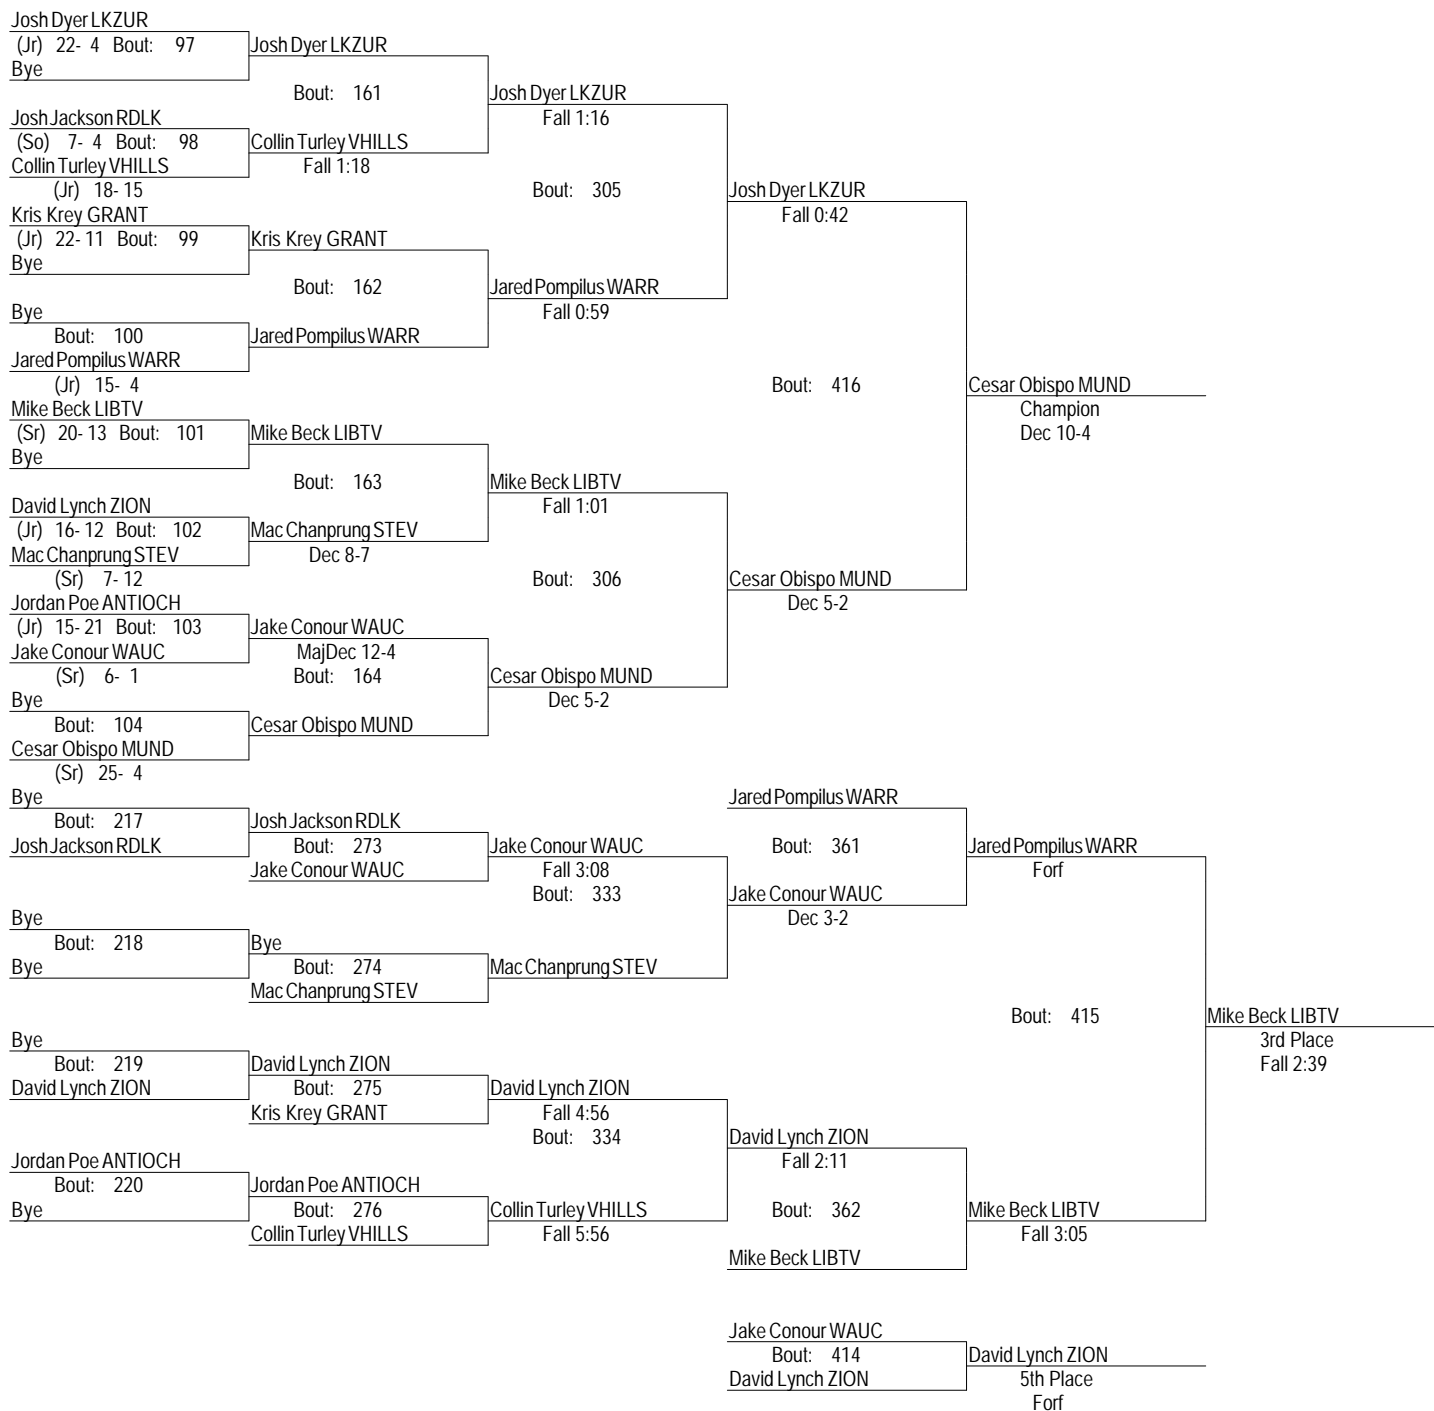 Josh Dyer LKZUR
(Jr) 22- 4 Bout: 97 Josh Dyer LKZUR
Bye
Bout: 161 Josh Dyer LKZUR
Josh Jackson RDLK Fall 1:16
(So) 7- 4 Bout: 98 Collin Turley VHILLS
Collin Turley VHILLS Fall 1:18
(Jr) 18- 15 Bout: 305 Josh Dyer LKZUR
Kris Krey GRANT Fall 0:42
(Jr) 22- 11 Bout: 99 Kris Krey GRANT
Bye
Bout: 162 Jared Pompilus WARR
Bye Fall 0:59
Bout: 100 Jared Pompilus WARR
Jared Pompilus WARR
(Jr) 15- 4 Bout: 416 Cesar Obispo MUND
Mike Beck LIBTV Champion
(Sr) 20- 13 Bout: 101 Mike Beck LIBTV Dec 10-4
Bye
Bout: 163 Mike Beck LIBTV
David Lynch ZION Fall 1:01
(Jr) 16- 12 Bout: 102 Mac Chanprung STEV
Mac Chanprung STEV Dec 8-7
(Sr) 7- 12 Bout: 306 Cesar Obispo MUND
Jordan Poe ANTIOCH Dec 5-2
(Jr) 15- 21 Bout: 103 Jake Conour WAUC
Jake Conour WAUC MajDec 12-4
(Sr) 6- 1 Bout: 164 Cesar Obispo MUND
Bye Dec 5-2
Bout: 104 Cesar Obispo MUND
Cesar Obispo MUND
(Sr) 25- 4
Bye Jared Pompilus WARR
Bout: 217 Josh Jackson RDLK
Josh Jackson RDLK Bout: 273 Jake Conour WAUC Bout: 361 Jared Pompilus WARR
Jake Conour WAUC Fall 3:08 Forf
Bout: 333 Jake Conour WAUC
Bye Dec 3-2
Bout: 218 Bye
Bye Bout: 274 Mac Chanprung STEV
Mac Chanprung STEV
Bout: 415 Mike Beck LIBTV
Bye 3rd Place
Bout: 219 David Lynch ZION Fall 2:39
David Lynch ZION Bout: 275 David Lynch ZION
Kris Krey GRANT Fall 4:56
Bout: 334 David Lynch ZION
Jordan Poe ANTIOCH Fall 2:11
Bout: 220 Jordan Poe ANTIOCH
Bye Bout: 276 Collin Turley VHILLS Bout: 362 Mike Beck LIBTV
Collin Turley VHILLS Fall 5:56 Fall 3:05
Mike Beck LIBTV
Jake Conour WAUC
Bout: 414 David Lynch ZION
David Lynch ZION 5th Place
Forf